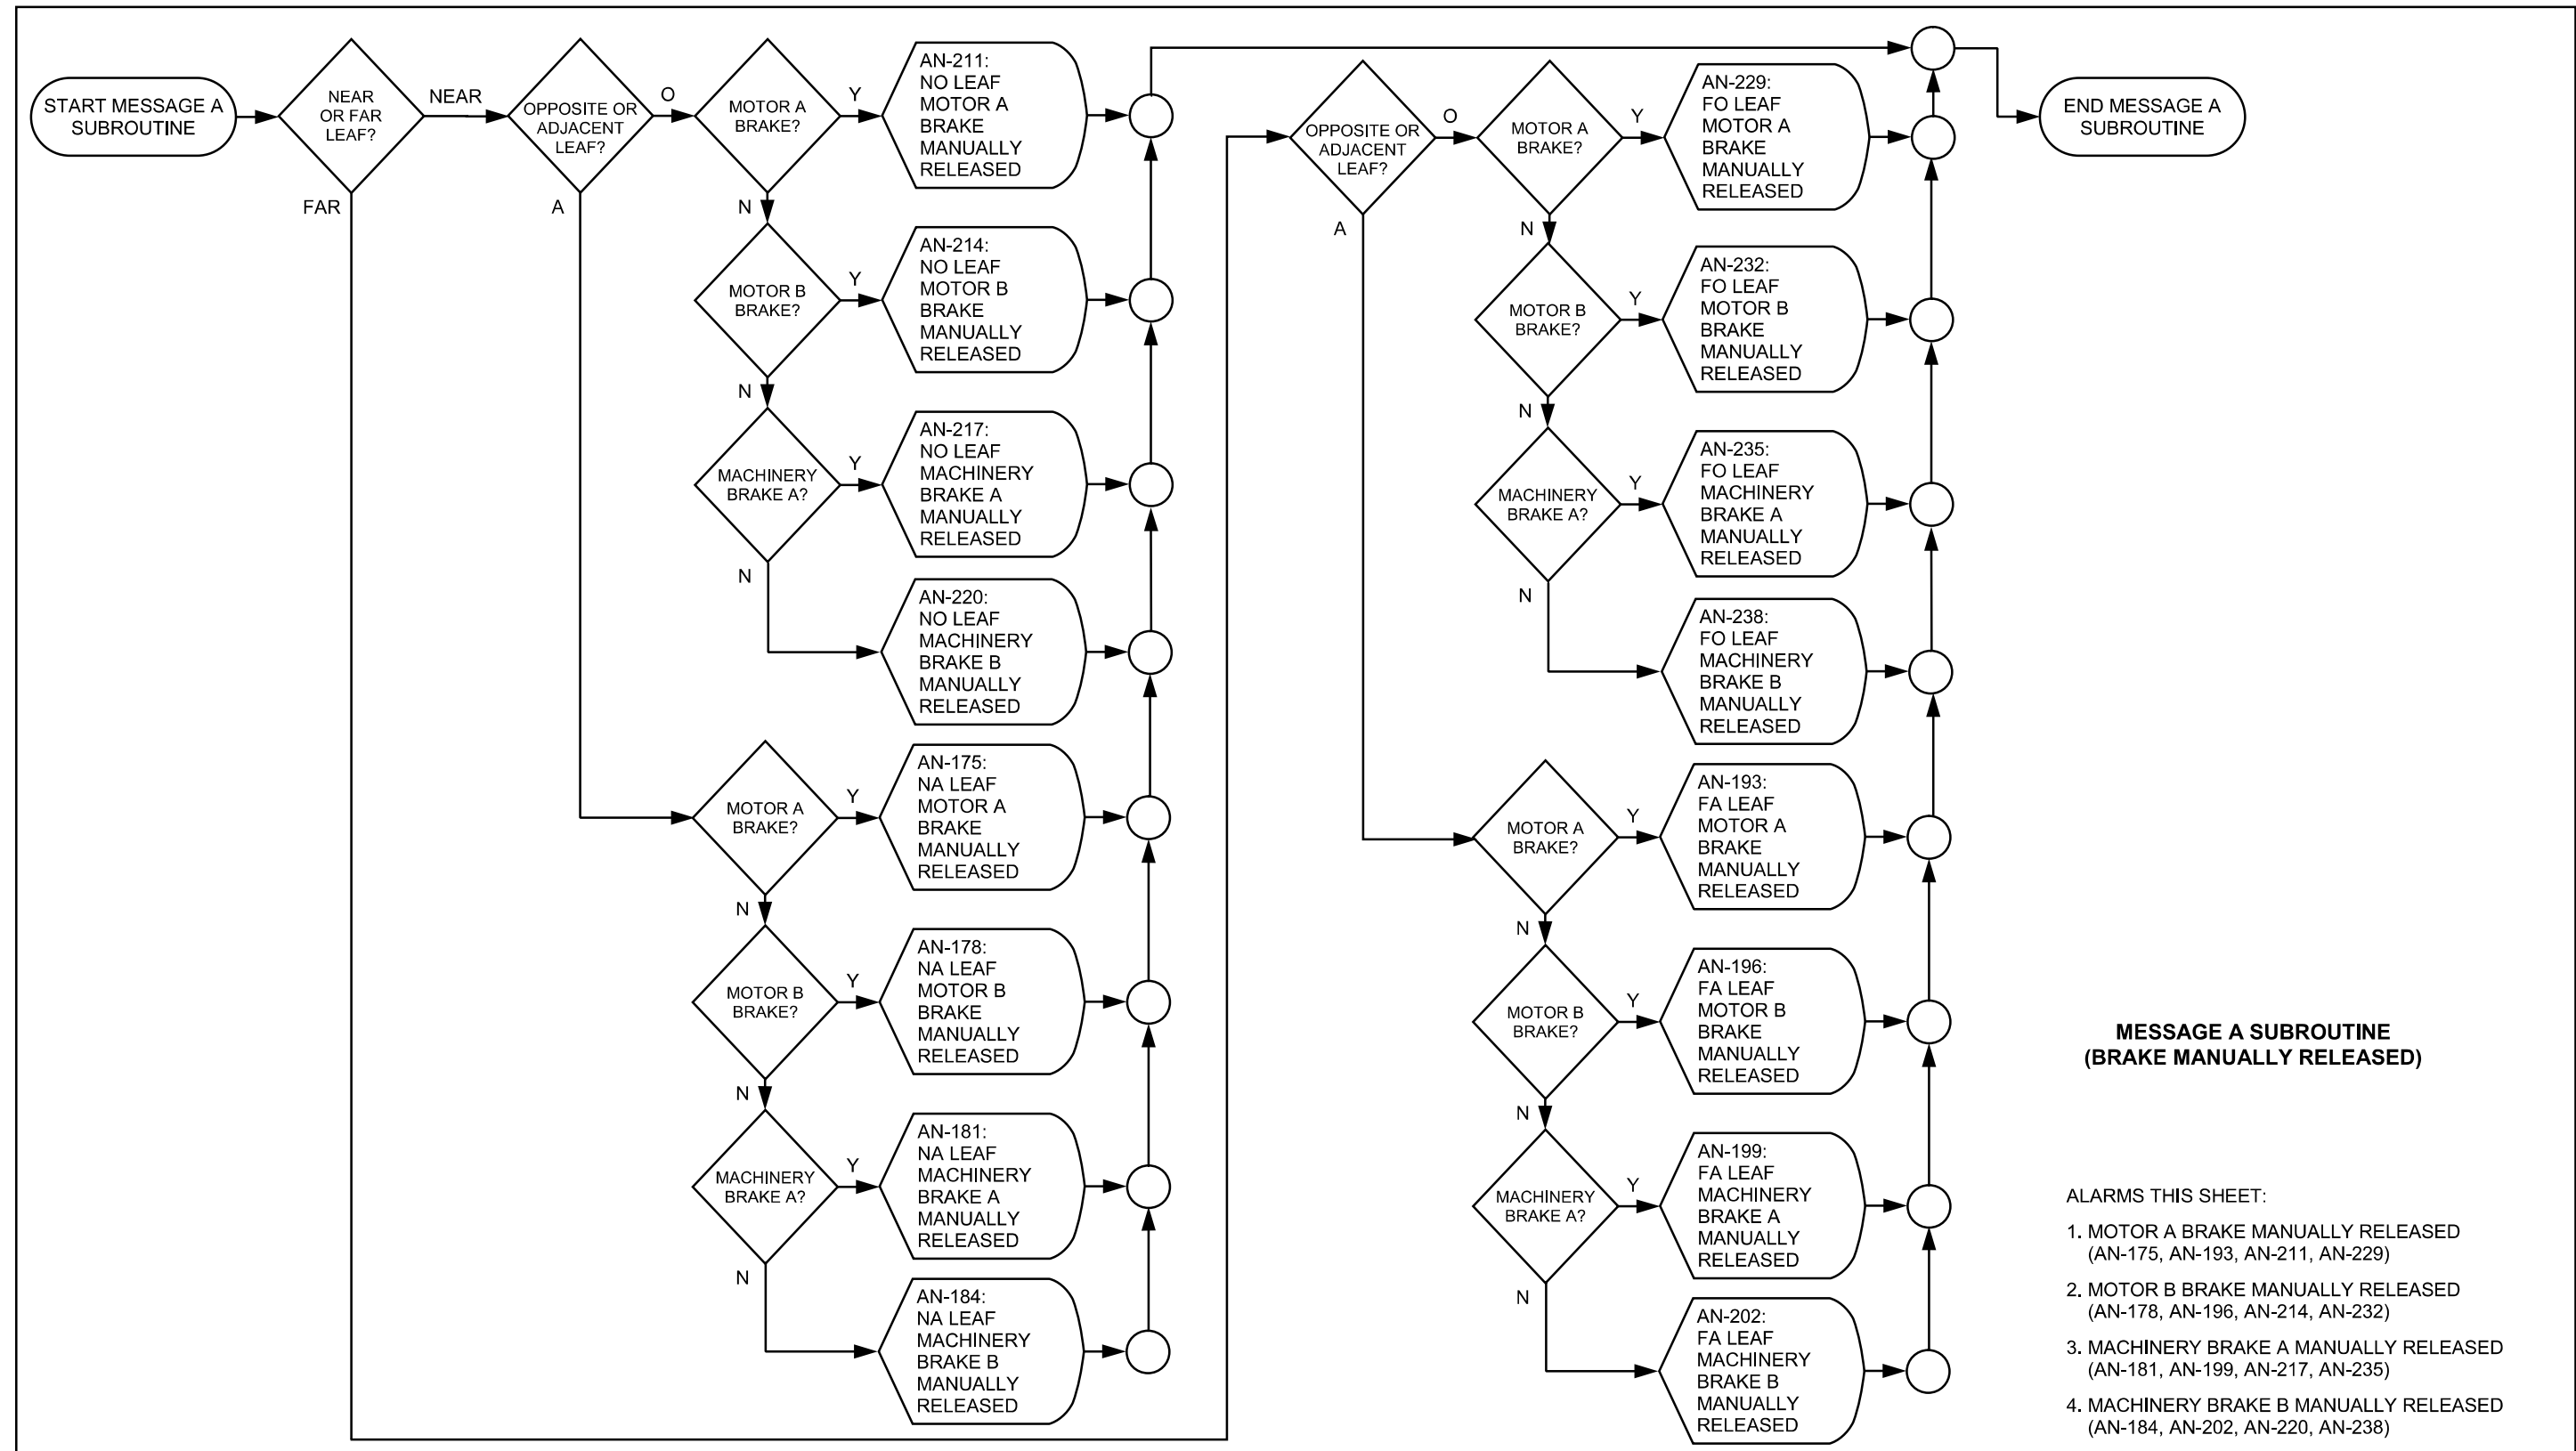 START MESSAGE A
SUBROUTINE
NEAR
OR FAR
LEAF?
NEAR
FAR
OPPOSITE OR
ADJACENT
LEAF?
O
A
MOTOR A
BRAKE?
Y
N
AN-211:
NO LEAF
MOTOR A
BRAKE
MANUALLY
RELEASED
MOTOR B
BRAKE?
Y
N
AN-214:
NO LEAF
MOTOR B
BRAKE
MANUALLY
RELEASED
MACHINERY
BRAKE A?
Y
N
AN-217:
NO LEAF
MACHINERY
BRAKE A
MANUALLY
RELEASED
AN-220:
NO LEAF
MACHINERY
BRAKE B
MANUALLY
RELEASED
MOTOR A
BRAKE?
Y
N
AN-175:
NA LEAF
MOTOR A
BRAKE
MANUALLY
RELEASED
MOTOR B
BRAKE?
Y
N
AN-178:
NA LEAF
MOTOR B
BRAKE
MANUALLY
RELEASED
MACHINERY
BRAKE A?
Y
N
AN-181:
NA LEAF
MACHINERY
BRAKE A
MANUALLY
RELEASED
AN-184:
NA LEAF
MACHINERY
BRAKE B
MANUALLY
RELEASED
OPPOSITE OR
ADJACENT
LEAF?
O
A
MOTOR A
BRAKE?
Y
N
AN-229:
FO LEAF
MOTOR A
BRAKE
MANUALLY
RELEASED
MOTOR B
BRAKE?
Y
N
AN-232:
FO LEAF
MOTOR B
BRAKE
MANUALLY
RELEASED
MACHINERY
BRAKE A?
Y
N
AN-235:
FO LEAF
MACHINERY
BRAKE A
MANUALLY
RELEASED
AN-238:
FO LEAF
MACHINERY
BRAKE B
MANUALLY
RELEASED
MOTOR A
BRAKE?
Y
N
AN-193:
FA LEAF
MOTOR A
BRAKE
MANUALLY
RELEASED
MOTOR B
BRAKE?
Y
N
AN-196:
FA LEAF
MOTOR B
BRAKE
MANUALLY
RELEASED
MACHINERY
BRAKE A?
Y
N
AN-199:
FA LEAF
MACHINERY
BRAKE A
MANUALLY
RELEASED
AN-202:
FA LEAF
MACHINERY
BRAKE B
MANUALLY
RELEASED
END MESSAGE A
SUBROUTINE
MESSAGE A SUBROUTINE
(BRAKE MANUALLY RELEASED)
ALARMS THIS SHEET:
1. MOTOR A BRAKE MANUALLY RELEASED
(AN-175, AN-193, AN-211, AN-229)
2. MOTOR B BRAKE MANUALLY RELEASED
(AN-178, AN-196, AN-214, AN-232)
3. MACHINERY BRAKE A MANUALLY RELEASED
(AN-181, AN-199, AN-217, AN-235)
4. MACHINERY BRAKE B MANUALLY RELEASED
(AN-184, AN-202, AN-220, AN-238)